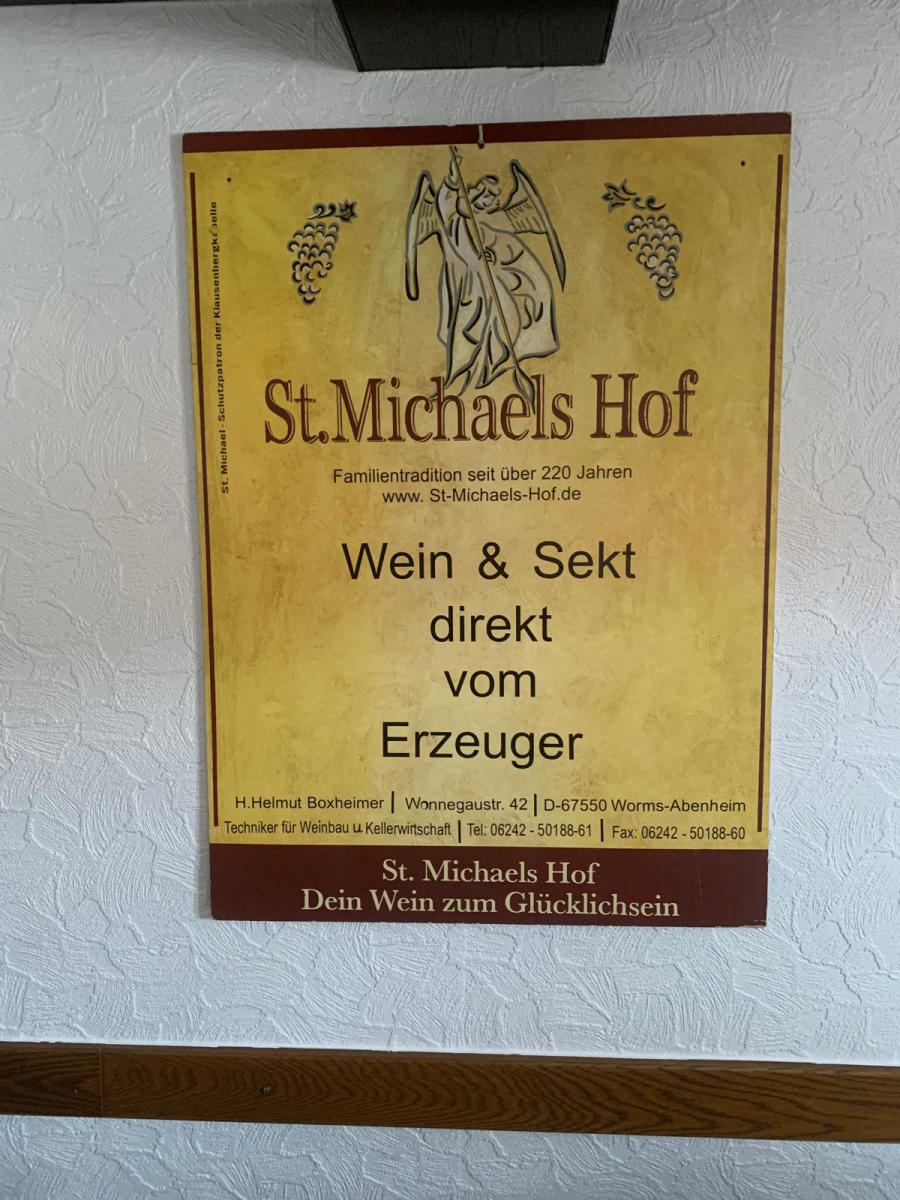 St. Michael - Schutzpatron der Klausenbergkapelle
St.Michaels Hof
Familientradition seit über 220 Jahren
www. St-Michaels-Hof.de
Wein & Sekt
direkt
vom
Erzeuger
H.Helmut Boxheimer | Wonnegaustr. 42 | D-67550 Worms-Abenheim
Techniker für Weinbau u. Kellerwirtschaft | Tel.: 06242 - 50188-61 | Fax: 06242 - 50188-60
St. Michaels Hof
Dein Wein zum Glücklichsein